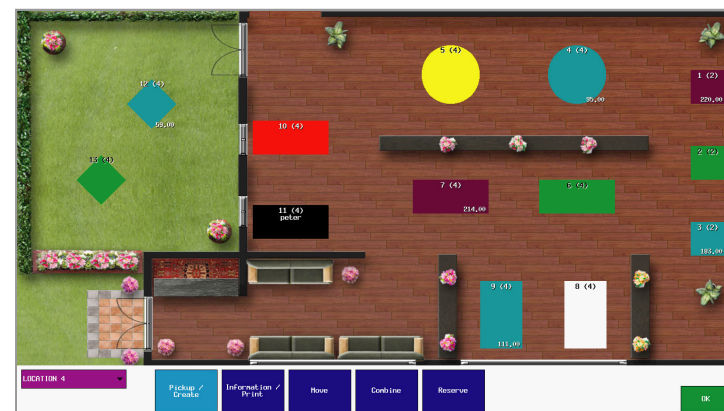 5 (4)
4 (4)
95,00
1 (2)
220,00
12 (4)
59,00
10 (4)
2 (2)
13 (4)
7 (4)
214,00
6 (4)
11 (4)
peter
3 (2)
183,00
9 (4)
111,00
8 (4)
LOCATION 4
Pickup /
Create
Information /
Print
Move
Combine
Reserve
OK